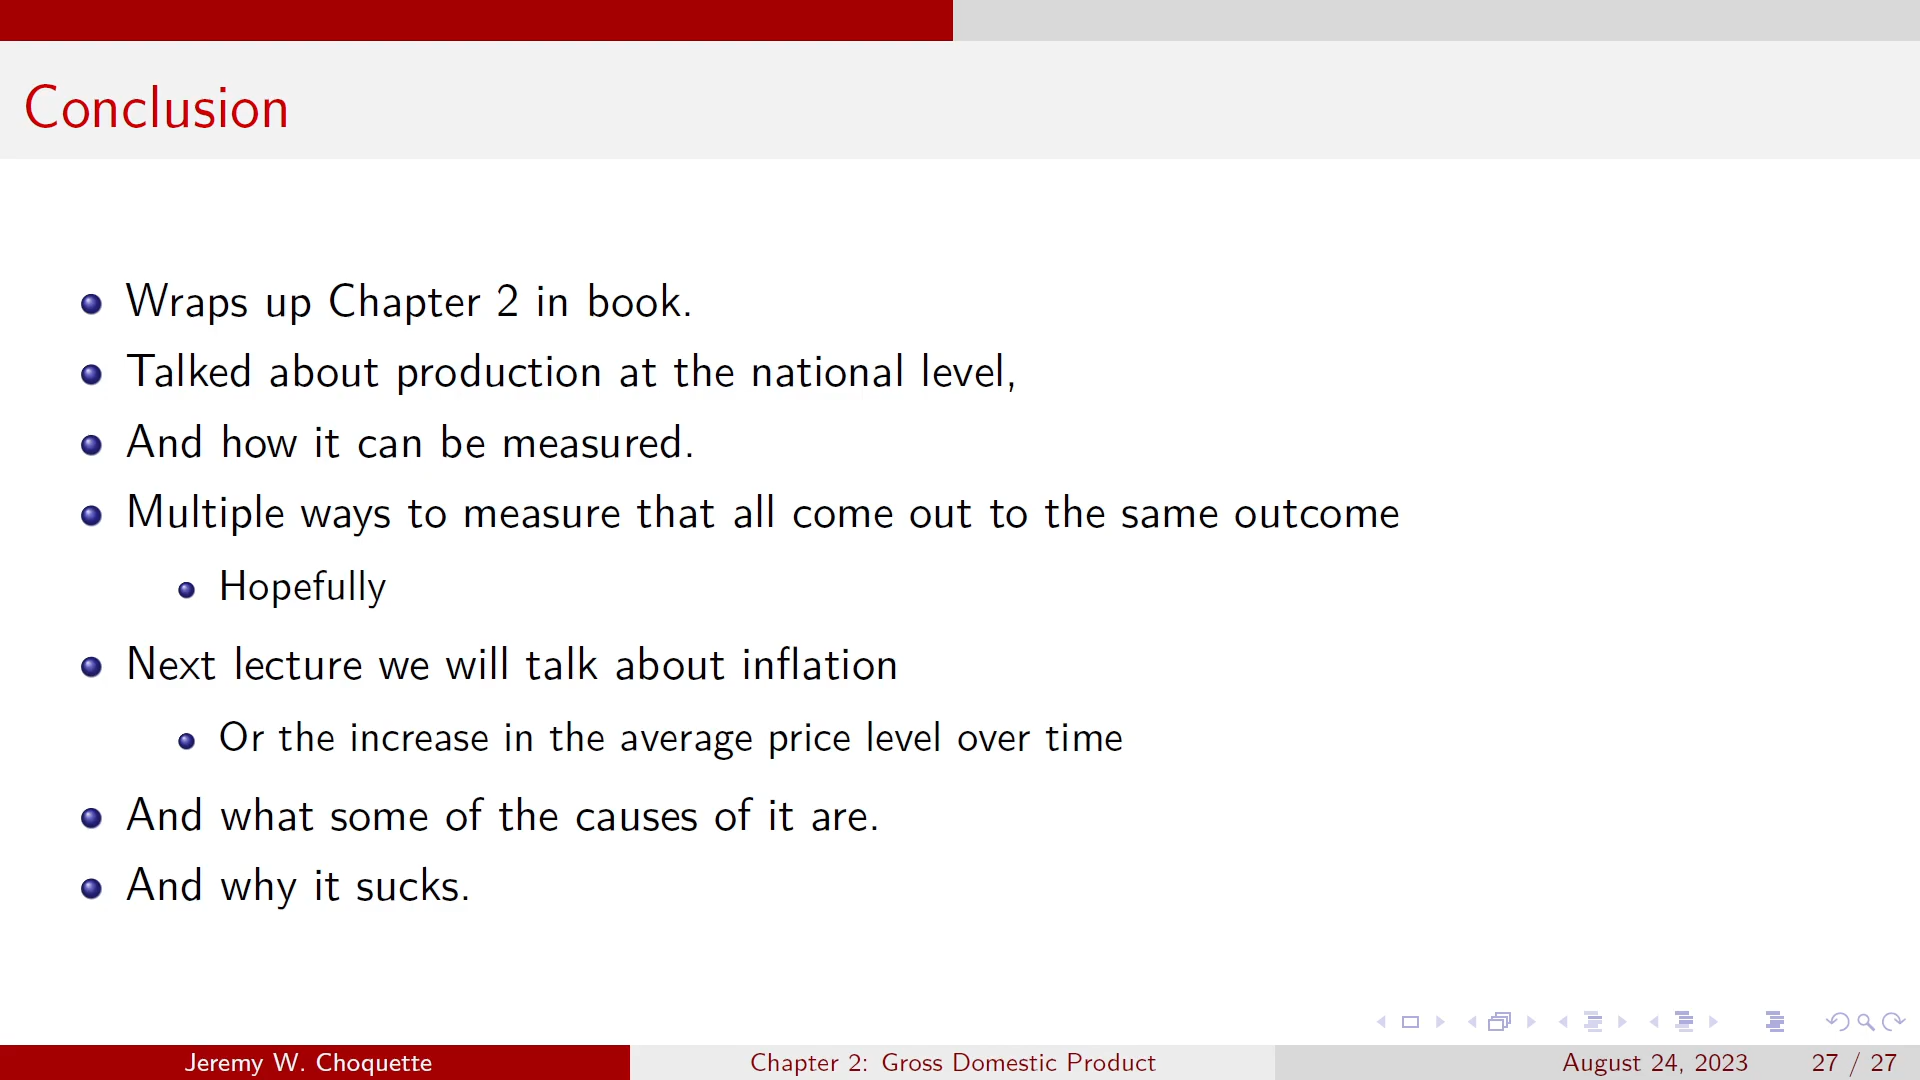 Conclusion
Wraps up Chapter 2 in book.
Talked about production at the national level,
And how it can be measured.
Multiple ways to measure that all come out to the same outcome
Hopefully
Next lecture we will talk about inflation
Or the increase in the average price level over time
And what some of the causes of it are.
And why it sucks.
Jeremy W. Choquette
Chapter 2: Gross Domestic Product
August 24, 2023
27 / 27